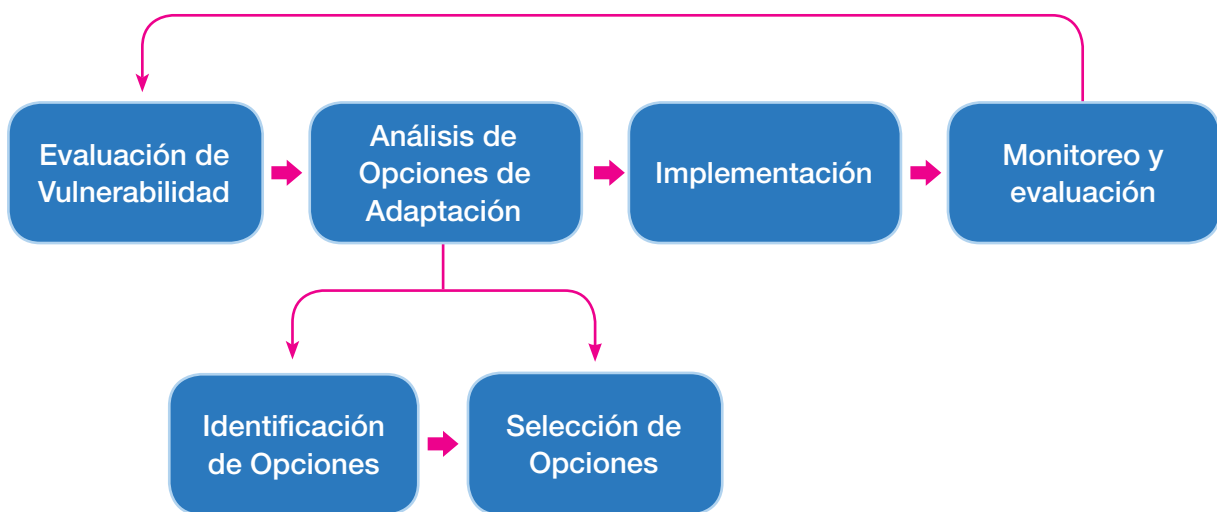 Evaluación de
Vulnerabilidad
Análisis de
Opciones de
Adaptación
Implementación
Monitoreo y
evaluación
Identificación
de Opciones
Selección de
Opciones